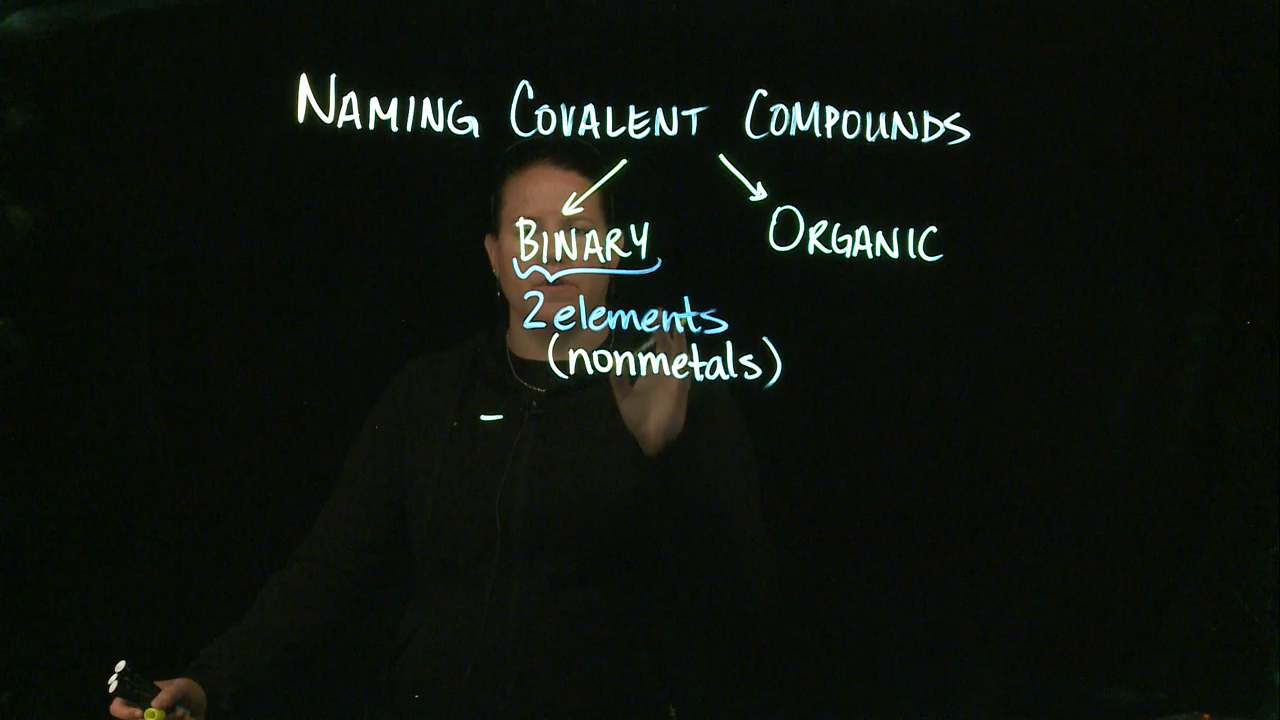 NAMING COVALENT COMPOUNDS
BINARY
ORGANIC
2 elements
(nonmetals)
-